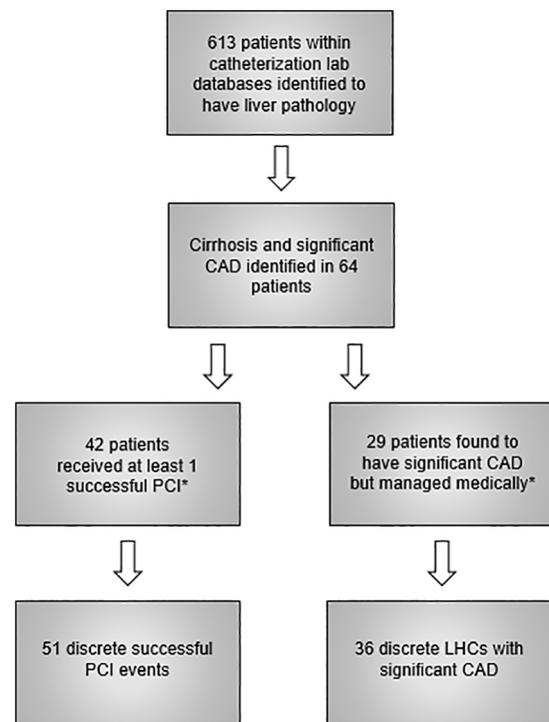 613 patients within
catheterization lab
databases identified to
have liver pathology
Cirrhosis and significant
CAD identified in 64
patients
42 patients
received at least 1
successful PCI*
29 patients found to
have significant CAD
but managed medically*
51 discrete successful
PCI events
36 discrete LHCs with
significant CAD